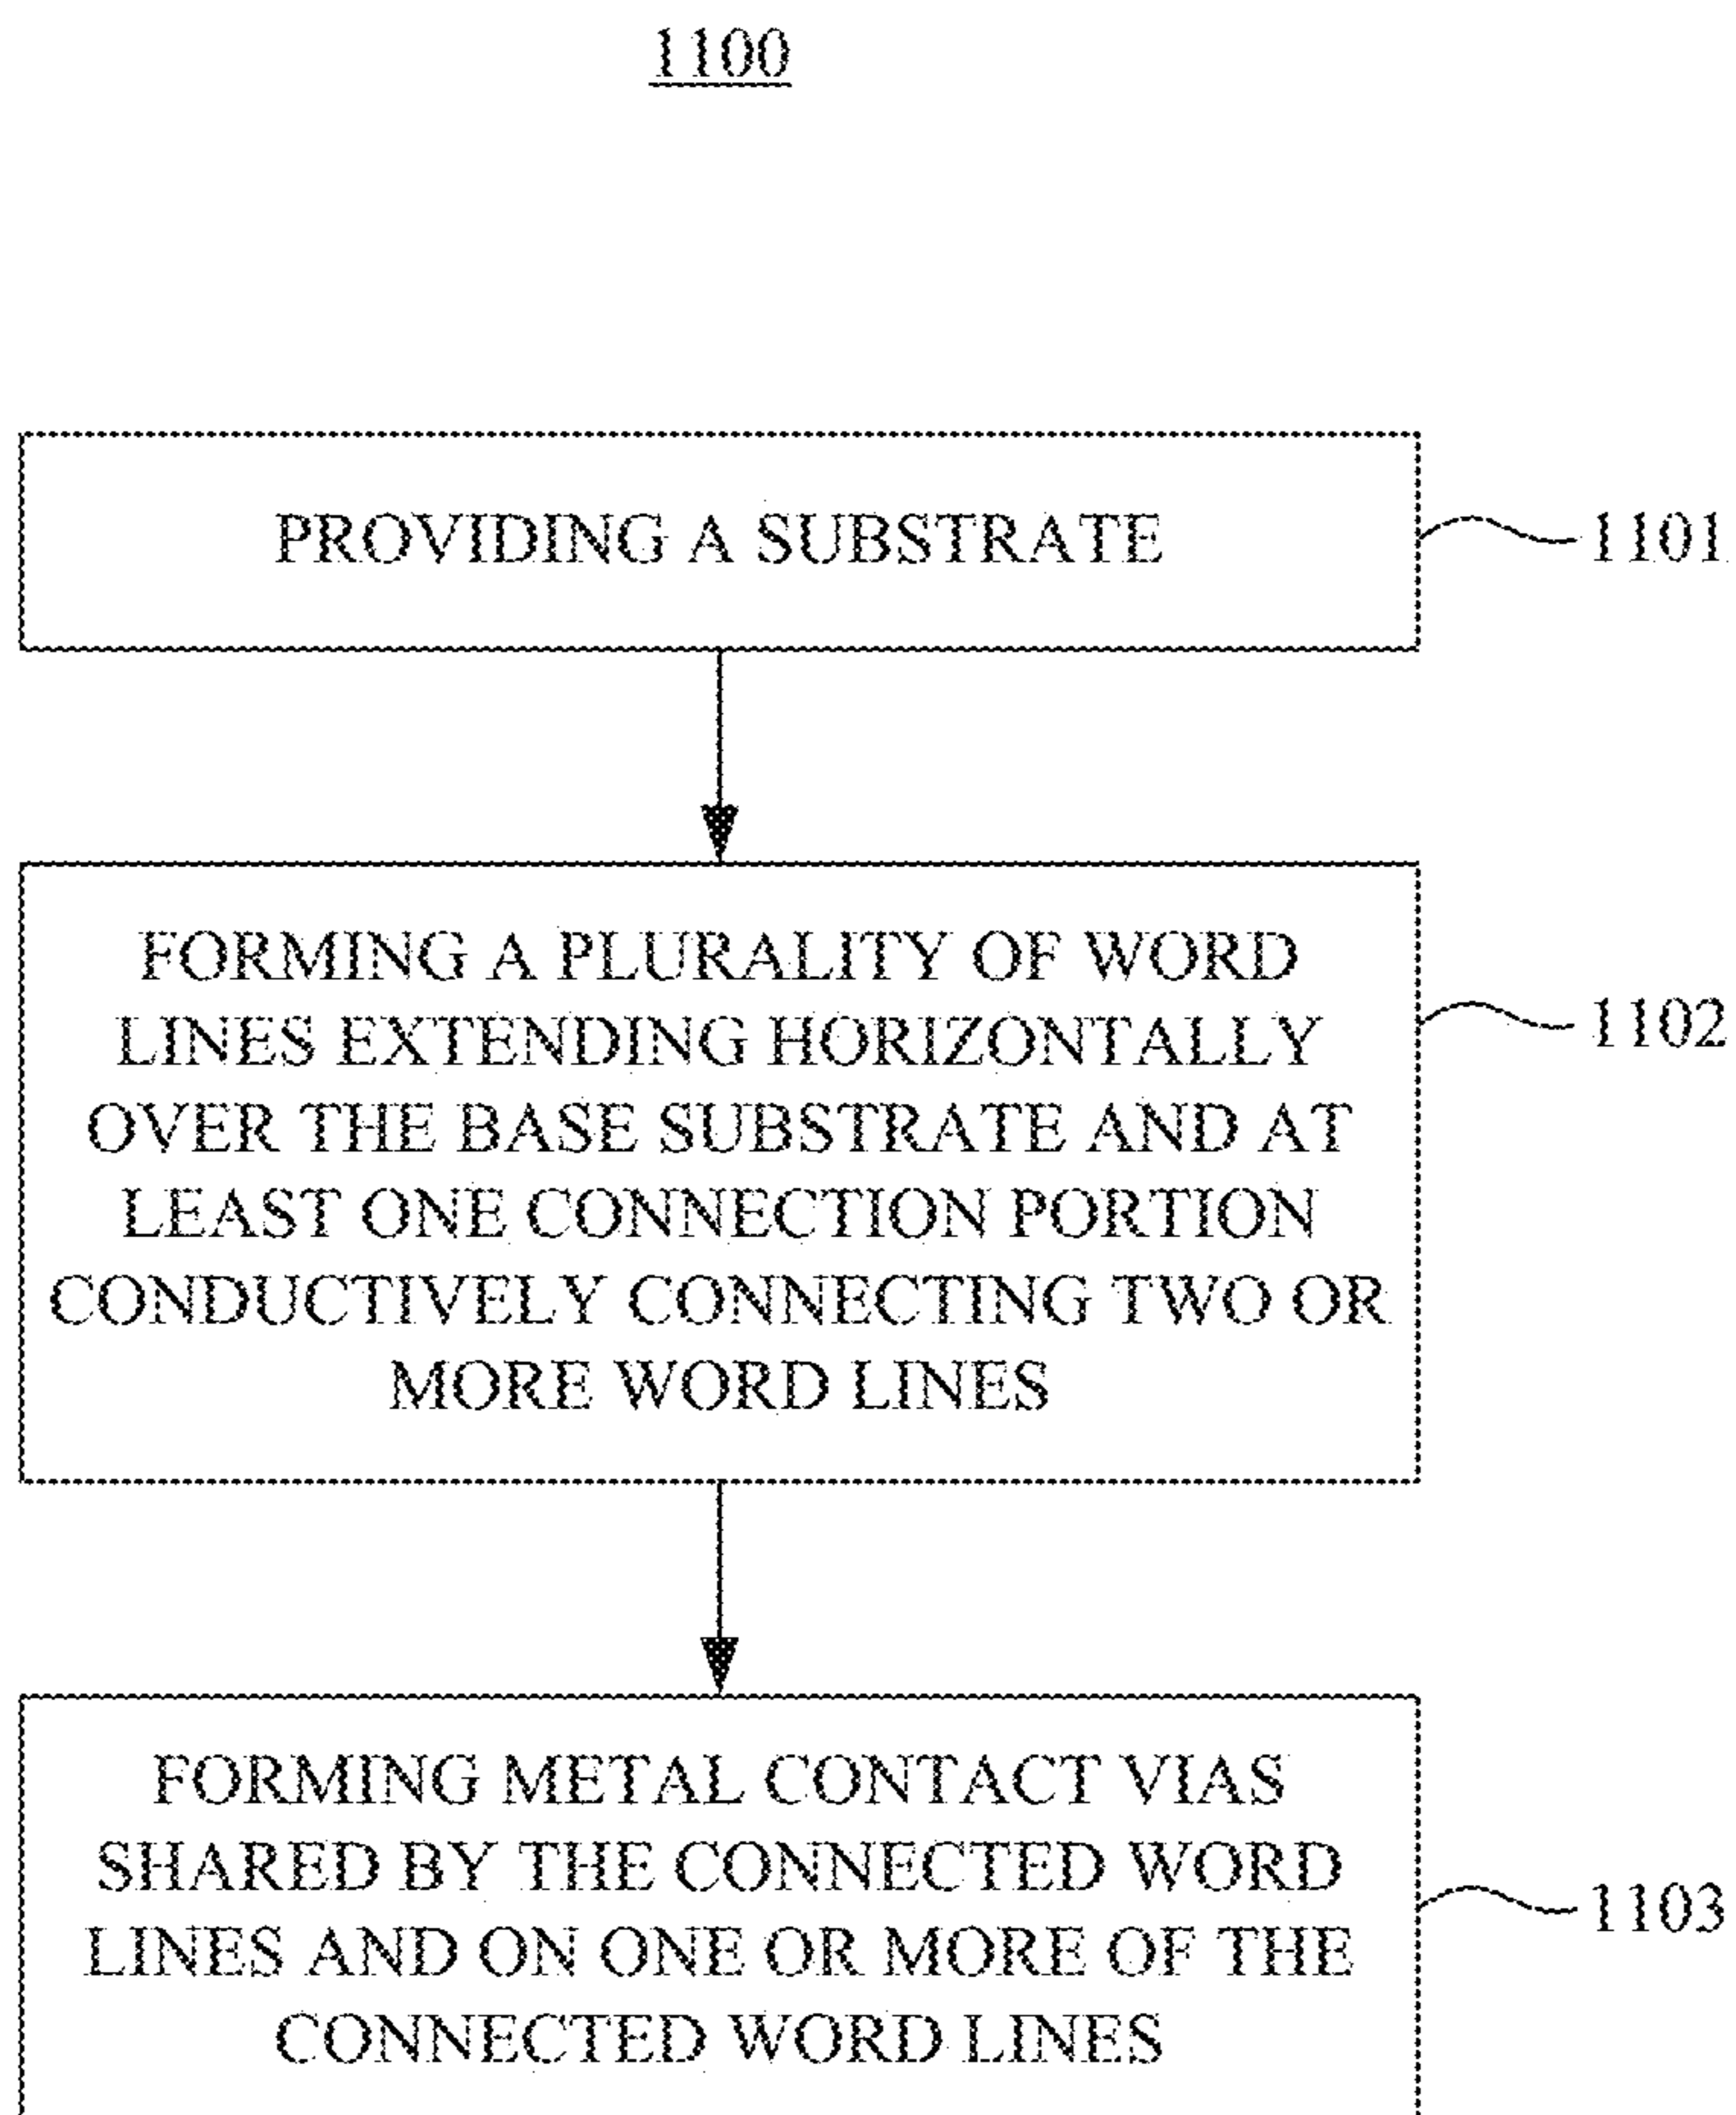 1100
PROVIDING A SUBSTRATE
1101
FORMING A PLURALITY OF WORD
LINES EXTENDING HORIZONTALLY
OVER THE BASE SUBSTRATE AND AT
LEAST ONE CONNECTION PORTION
CONDUCTIVELY CONNECTING TWO OR
MORE WORD LINES
1102
FORMING METAL CONTACT VIAS
SHARED BY THE CONNECTED WORD
LINES AND ON ONE OR MORE OF THE
CONNECTED WORD LINES
1103